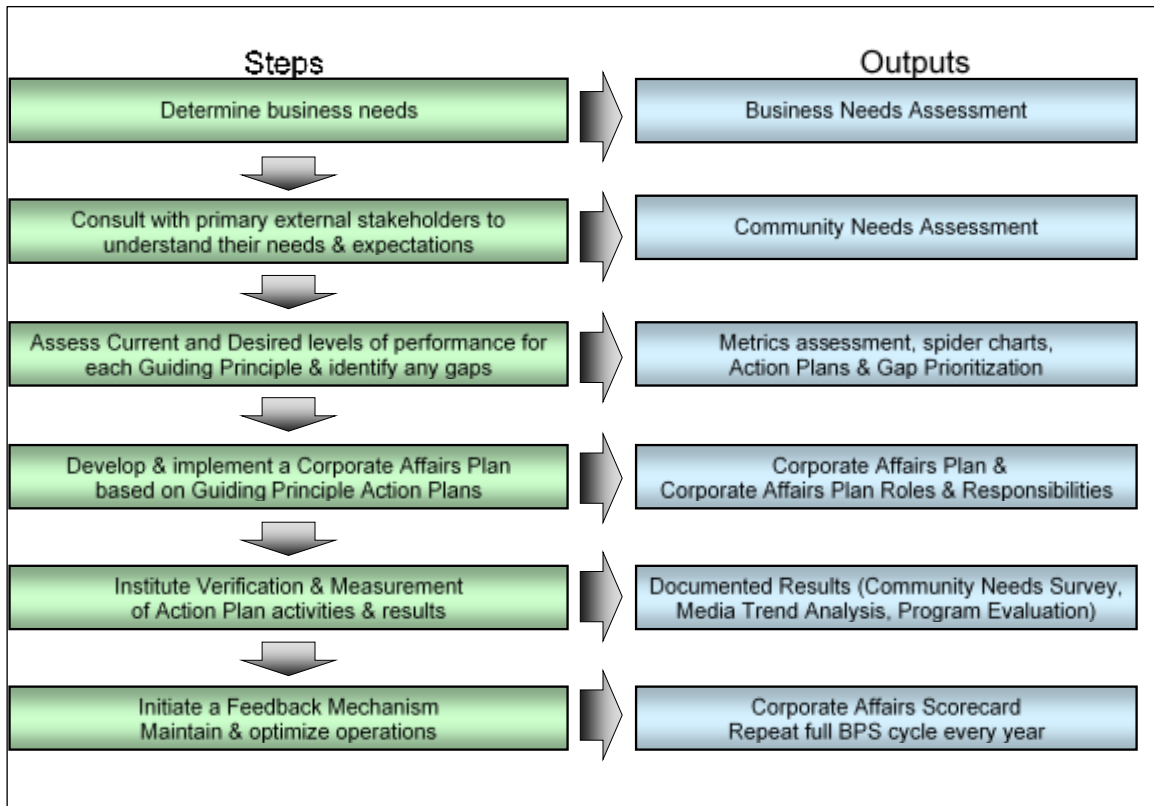 Steps
Outputs
Determine business needs
Business Needs Assessment
Consult with primary external stakeholders to
understand their needs & expectations
Community Needs Assessment
Assess Current and Desired levels of performance for
each Guiding Principle & identify any gaps
Metrics assessment, spider charts,
Action Plans & Gap Prioritization
Develop & implement a Corporate Affairs Plan
based on Guiding Principle Action Plans
Corporate Affairs Plan &
Corporate Affairs Plan Roles & Responsibilities
Institute Verification & Measurement
of Action Plan activities & results
Documented Results (Community Needs Survey,
Media Trend Analysis, Program Evaluation)
Initiate a Feedback Mechanism
Maintain & optimize operations
Corporate Affairs Scorecard
Repeat full BPS cycle every year